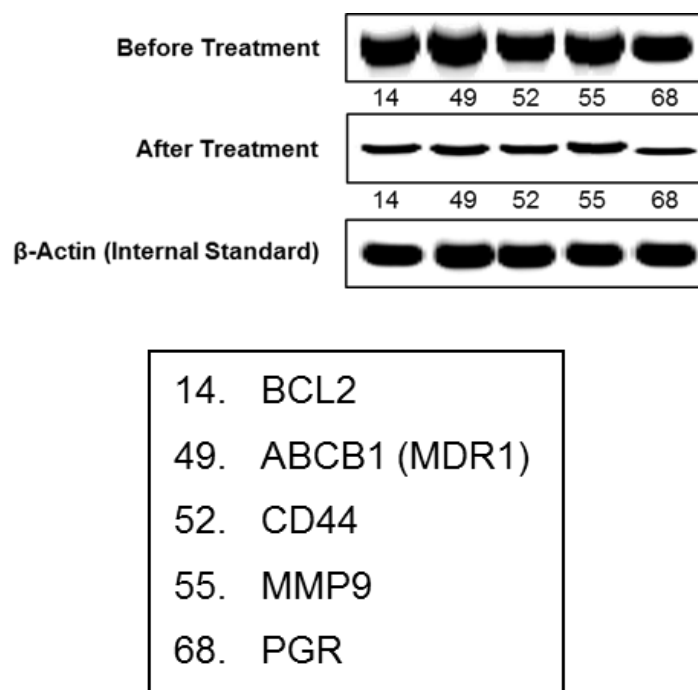 Before Treatment
14 49 52 55 68
After Treatment
14 49 52 55 68
β-Actin (Internal Standard)
14. BCL2
49. ABCB1 (MDR1)
52. CD44
55. MMP9
68. PGR